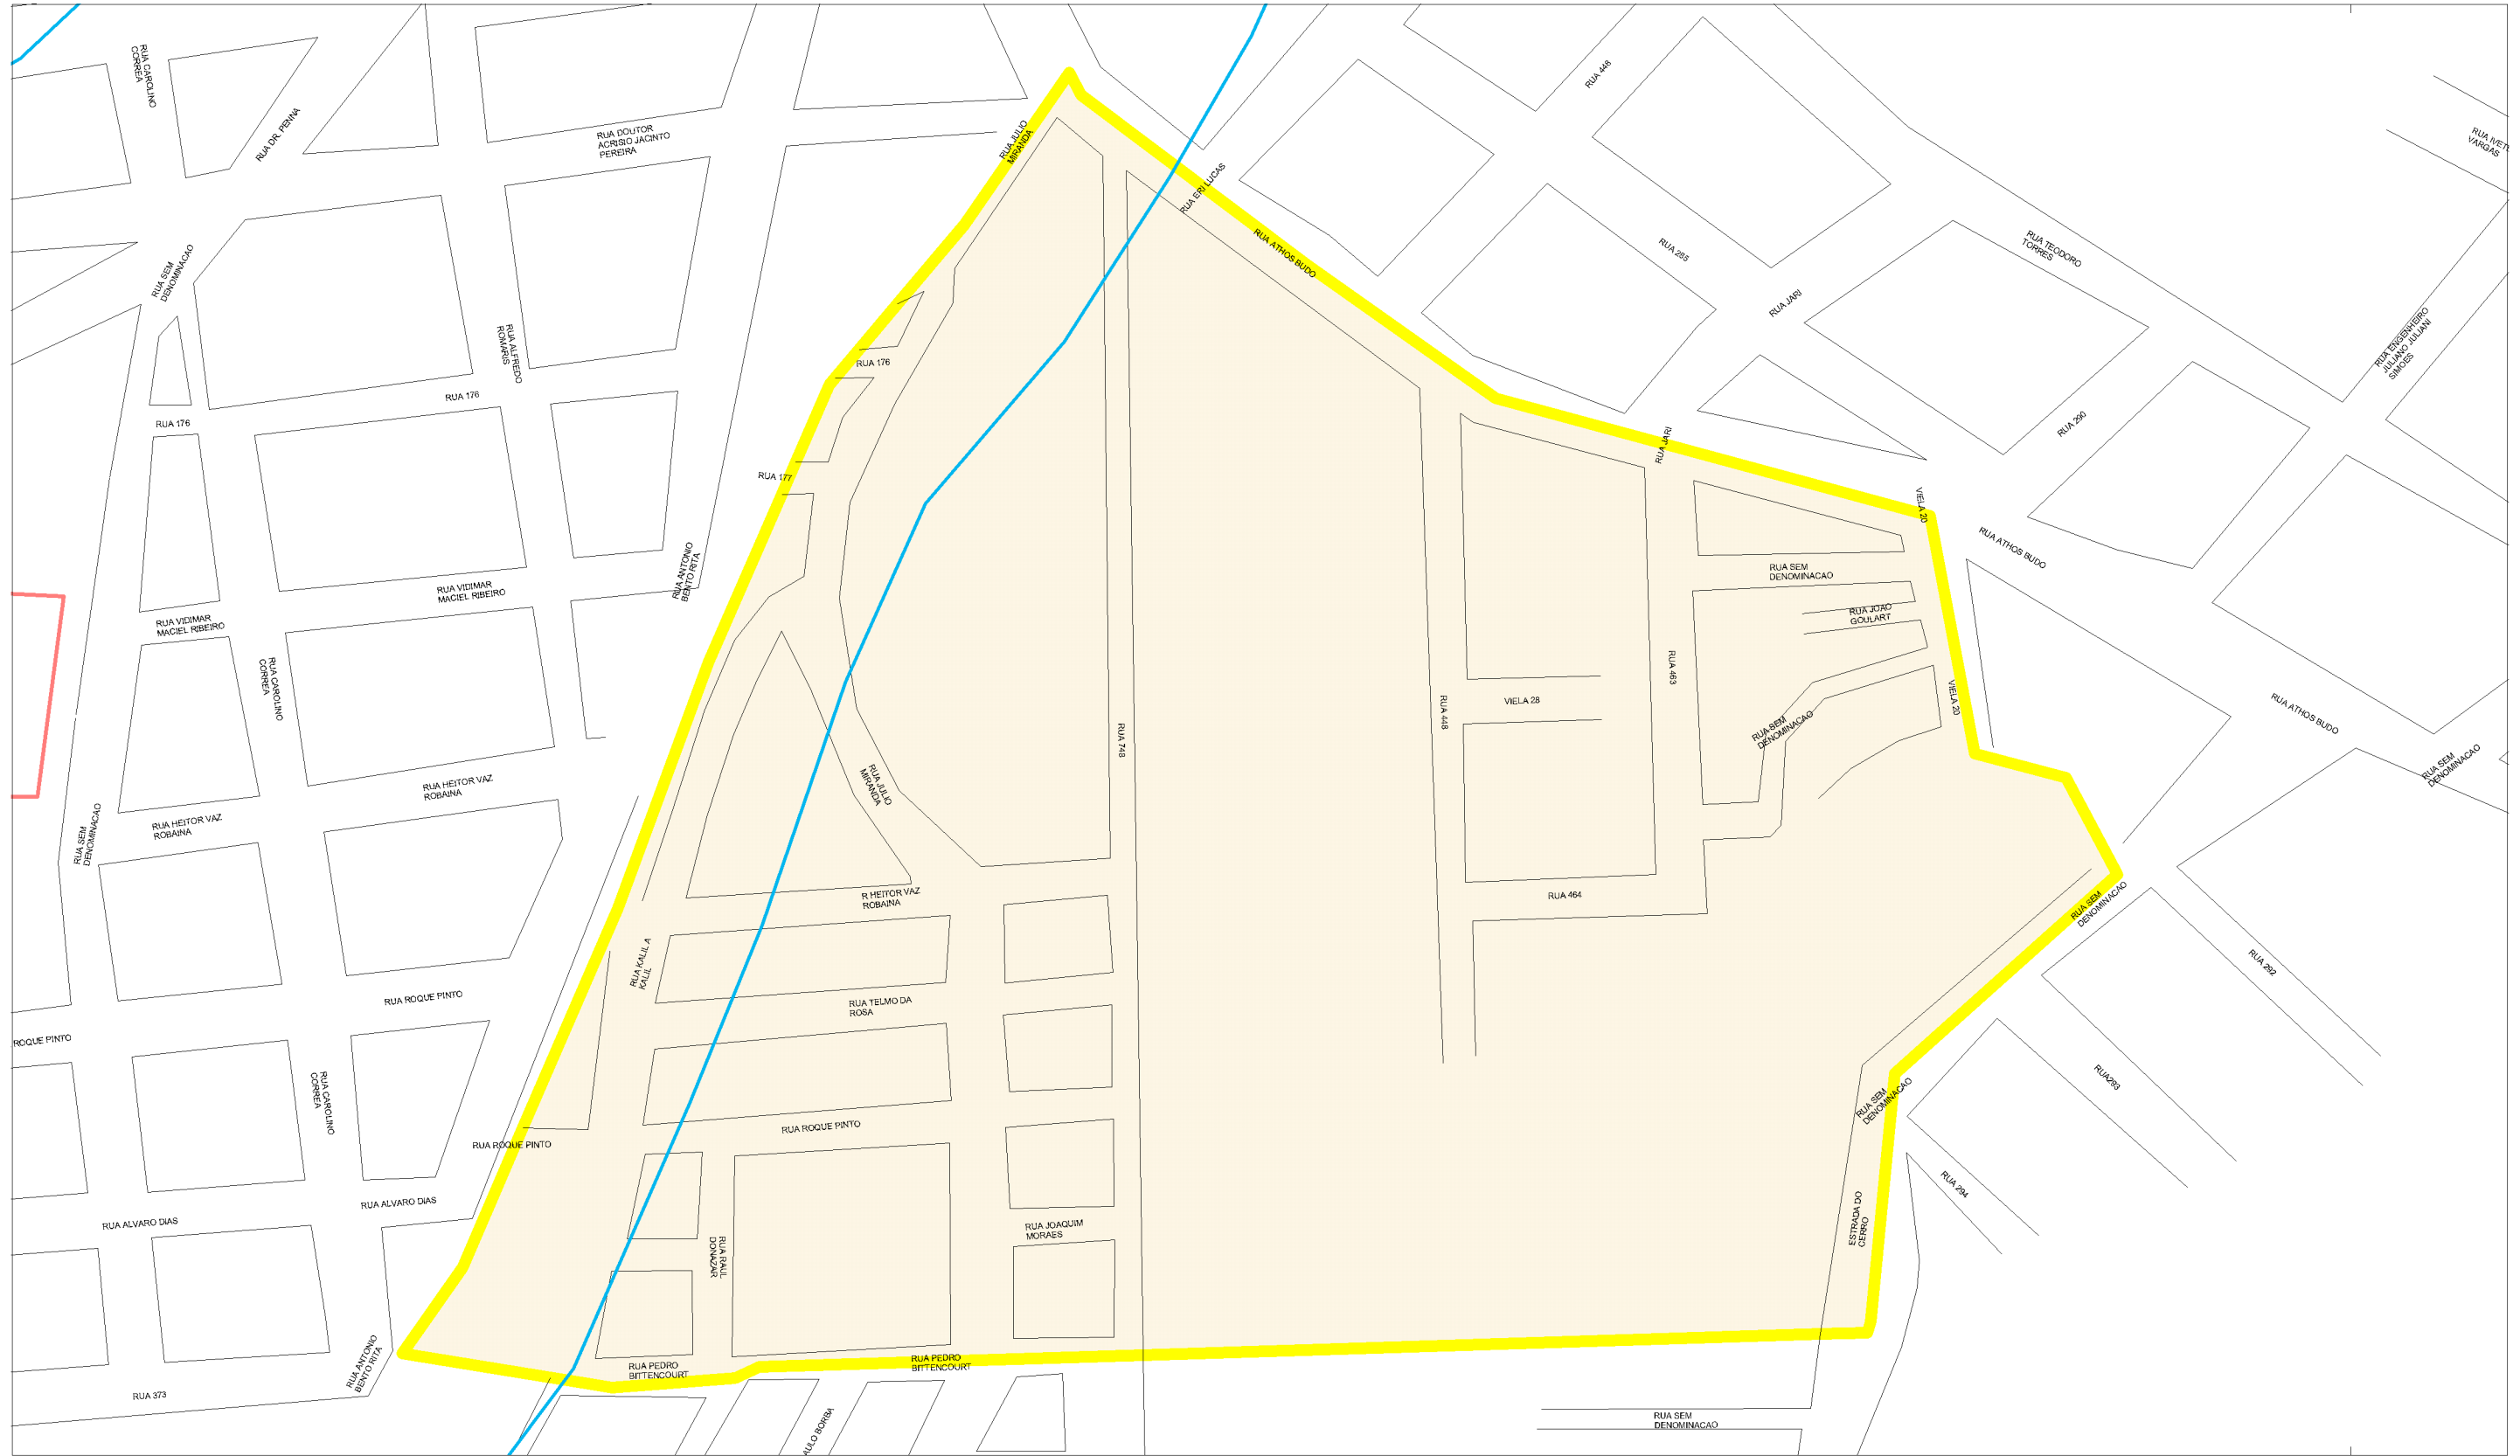 RUA CAROLINO
CORREA
RUA DR. PENNA
RUA DOUTOR
ACRISIO JACINTO
PEREIRA
RUA JULIO
MIRANDA
RUA 448
RUA ERI LUCAS
RUA ATHOS BUDO
RUA 285
RUA JARI
RUA TEODORO
TORRES
VARGAS
RUA ENGENHEIRO
JULIANO JULIANI
SIMOES
RUA SEM
DENOMINACAO
RUA ALFREDO
ROMARIS
RUA 176
RUA 176
RUA 176
RUA 177
RUA JARI
RUA 290
VIELA 20
RUA ATHOS BUDO
RUA ANTONIO
BENTO RITA
RUA VIDIMAR
MACIEL RIBEIRO
RUA VIDIMAR
MACIEL RIBEIRO
RUA SEM
DENOMINACAO
RUA JOAO
GOULART
RUA CAROLINO
CORREA
RUA 463
VIELA 28
RUA 448
VIELA 20
RUA SEM
DENOMINACAO
RUA ATHOS BUDO
RUA SEM
DENOMINACAO
RUA 748
RUA JULIO
MIRANDA
RUA HEITOR VAZ
ROBAINA
RUA HEITOR VAZ
ROBAINA
RUA SEM
DENOMINACAO
R HEITOR VAZ
ROBAINA
RUA 464
RUA SEM
DENOMINACAO
RUA KALIL A
KALIL
RUA 292
RUA ROQUE PINTO
RUA TELMO DA
ROSA
ROQUE PINTO
RUA CAROLINO
CORREA
RUA293
RUA SEM
DENOMINACAO
RUA ROQUE PINTO
RUA ROQUE PINTO
RUA 294
RUA ALVARO DIAS
RUA ALVARO DIAS
RUA JOAQUIM
MORAES
RUA RAUL
DONAZAR
ESTRADA DO
CERRO
RUA ANTONIO
BENTO RITA
RUA PEDRO
BITTENCOURT
RUA PEDRO
BITTENCOURT
RUA 373
BORBA
RUA SEM
DENOMINACAO